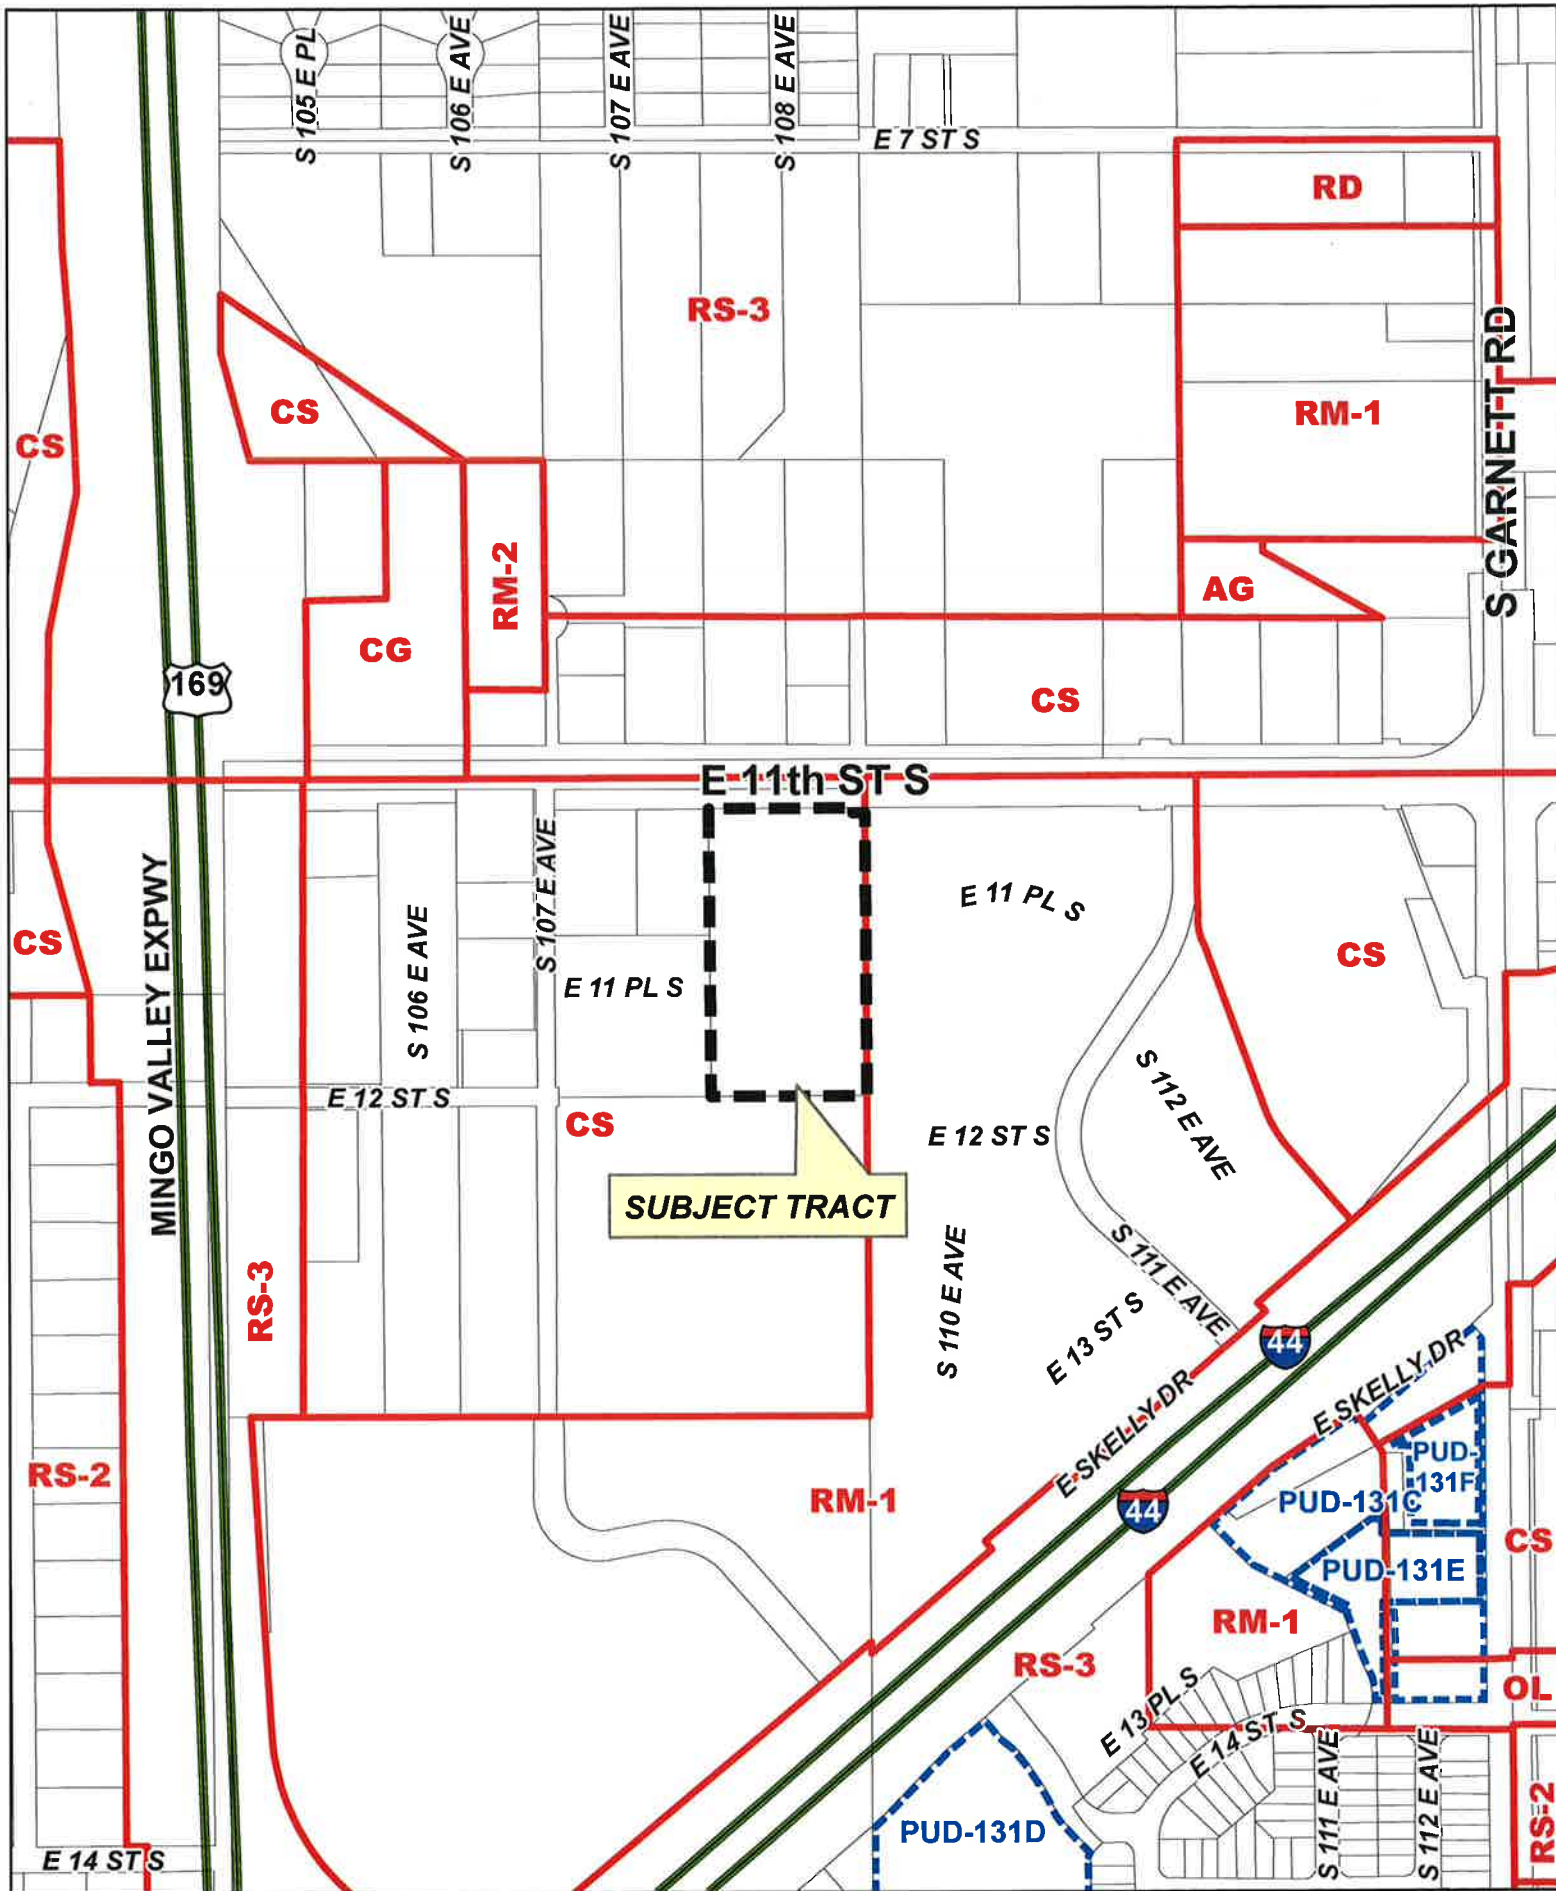 S 105 E PL
S 106 E AVE
S 107 E AVE
S 108 E AVE
E 7 ST S
RD
RS-3
S GARNETT RD
CS
RM-1
CS
RM-2
AG
CG
169
CS
E 11th ST S
MINGO VALLEY EXPWY
S 107 E AVE
E 11 PL S
S 106 E AVE
CS
CS
E 11 PL S
S 112 E AVE
E 12 ST S
CS
E 12 ST S
SUBJECT TRACT
S 110 E AVE
S 111 E AVE
RS-3
E 13 ST S
44
E SKELLY DR
E SKELLY DR
PUD-
131F
RS-2
RM-1
PUD-131C
44
CS
PUD-131E
RM-1
RS-3
OL
E 13 PL S
E 14 ST S
S 111 E AVE
S 112 E AVE
RS-2
PUD-131D
E 14 ST S